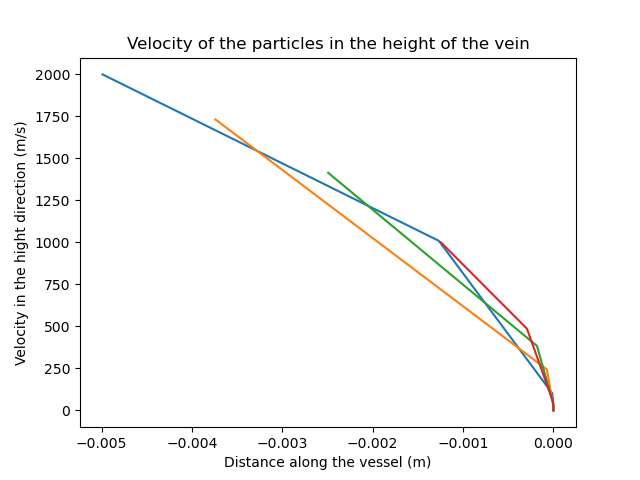 Velocity of the particles in the height of the vein
2000
1750
1500
1250
1000
750
500
250
0
Velocity in the hight direction (m/s)
−0.005 −0.004 −0.003 −0.002 −0.001 0.000
Distance along the vessel (m)